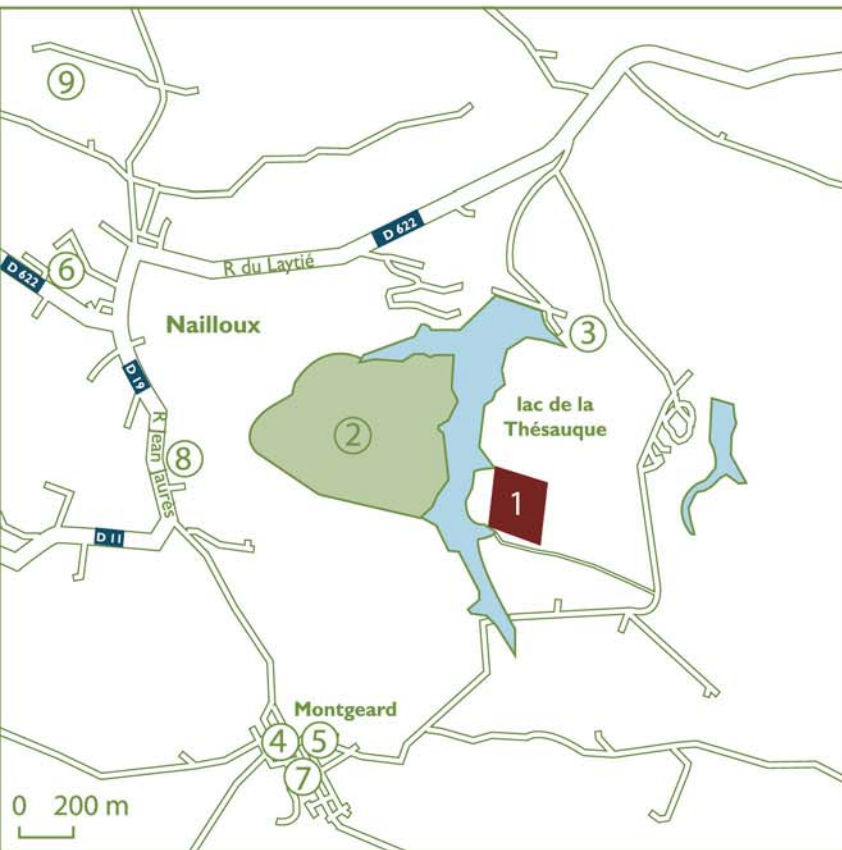 9
D 622
6
D 622
R du Laytié
Nailloux
3
D 19
lac de la
Thésauque
2
R Jean Jaurés
8
1
D 11
Montgeard
4
5
7
0 200 m